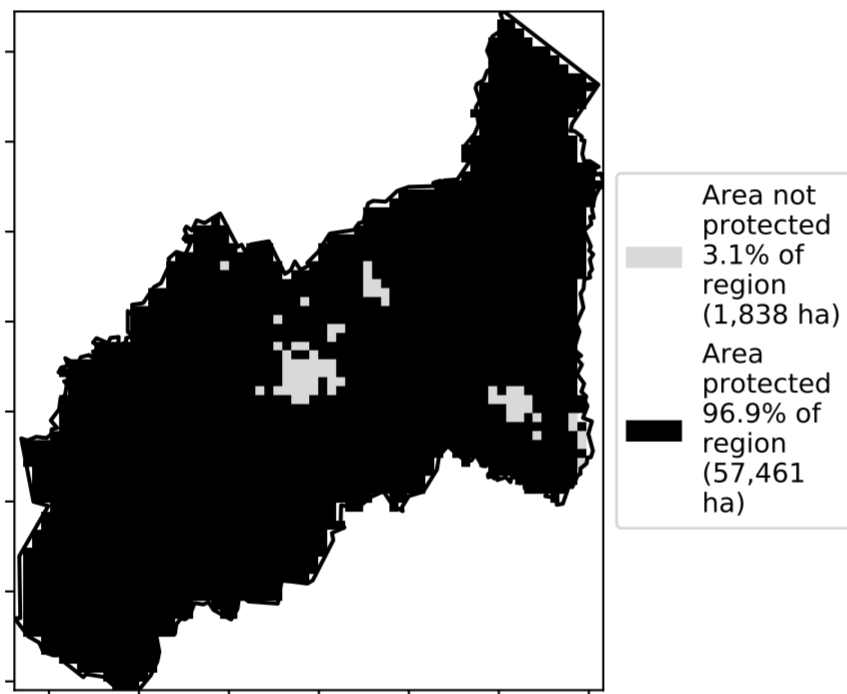 Area not
protected
3.1% of
region
(1,838 ha)
Area
protected
96.9% of
region
(57,461
ha)